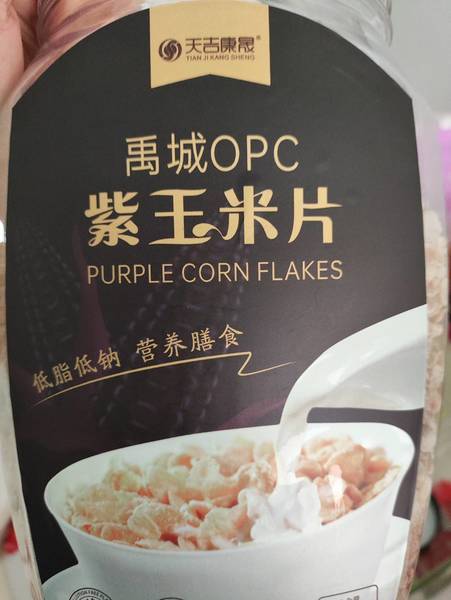 天吉康晟®
TIAN JI KANG SHENG
禹城OPC
紫玉米片
PURPLE CORN FLAKES
低脂低钠 营养膳食